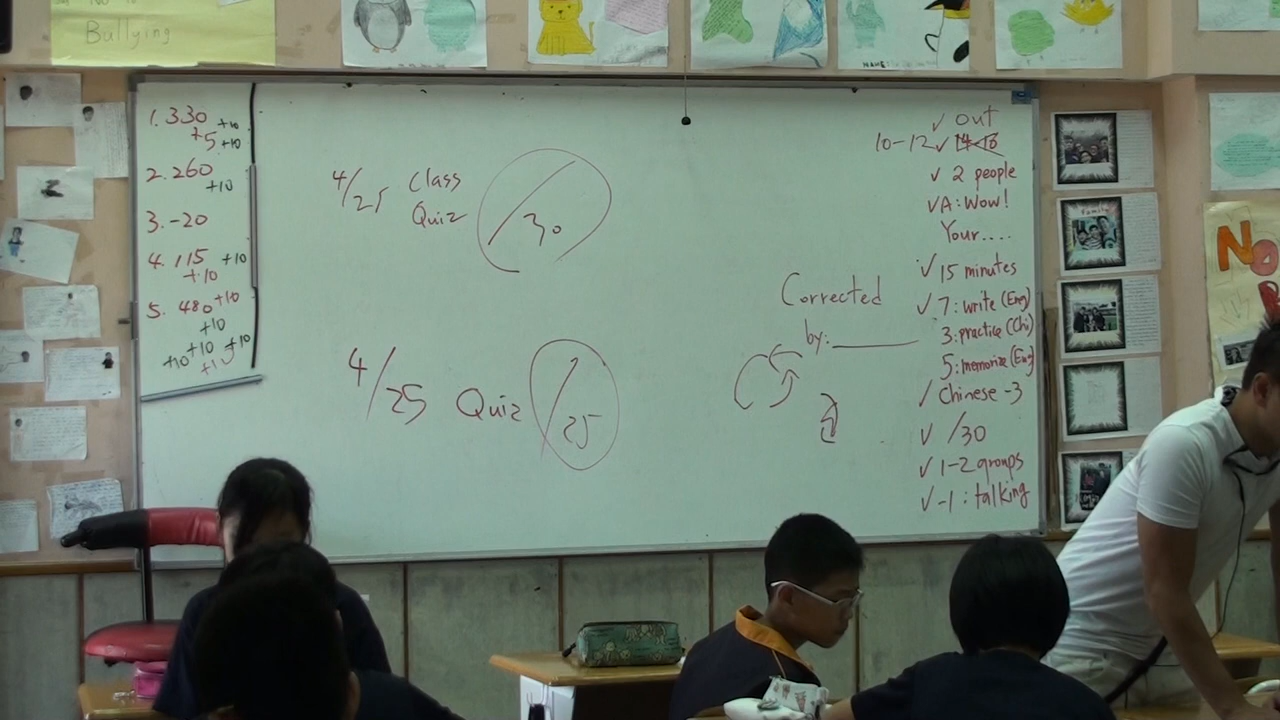 Bullying
1. 330 +10
+5 +10
2. 260
+10
3. -20
4. 115 +10
+10
5. 480 +10
+10
+10 +10 +10
4/25 Class
Quiz /30
4/25 Quiz /25
Corrected
by:
✓ out
10-12 ✓
✓ 2 people
✓ A: Wow!
Your....
✓ 15 minutes
✓ 7: write (Eng)
3: practice (Chi)
5: memorize (Eng)
✓ Chinese -3
✓ /30
✓ 1-2 groups
✓ -1: talking
Family
No